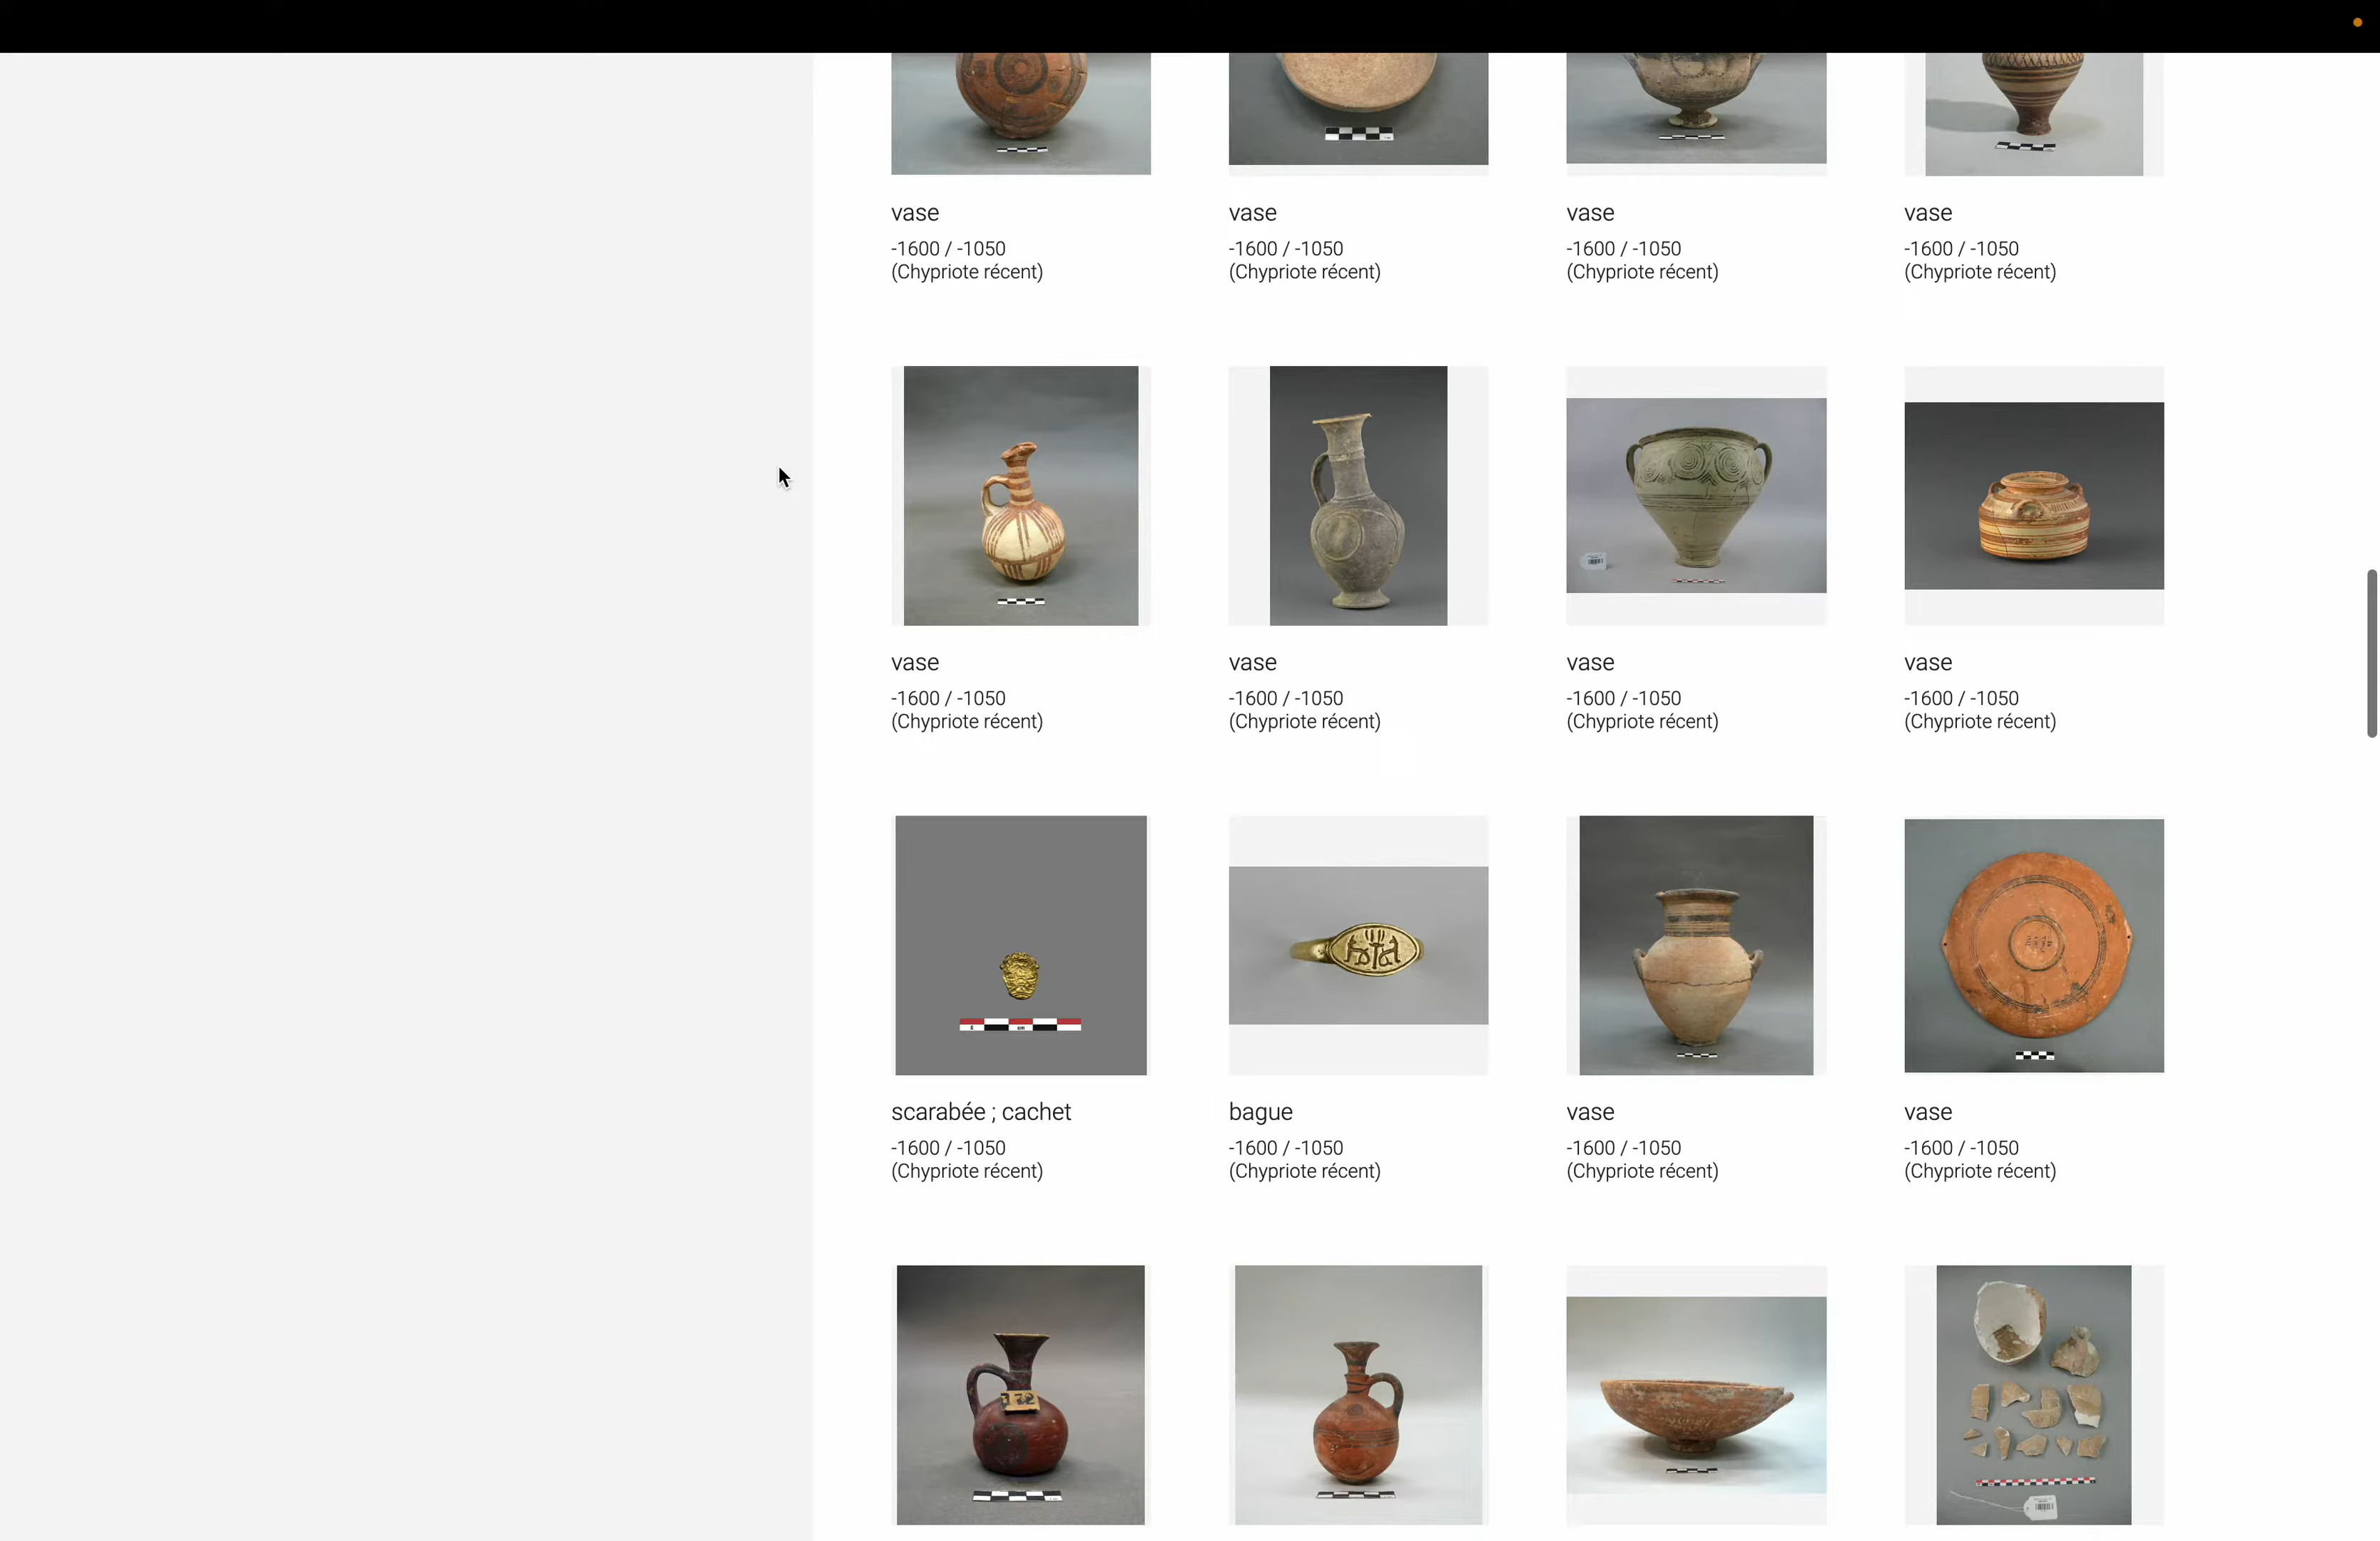 vase
-1600 / -1050
(Chypriote récent)
vase
-1600 / -1050
(Chypriote récent)
vase
-1600 / -1050
(Chypriote récent)
vase
-1600 / -1050
(Chypriote récent)
vase
-1600 / -1050
(Chypriote récent)
vase
-1600 / -1050
(Chypriote récent)
vase
-1600 / -1050
(Chypriote récent)
vase
-1600 / -1050
(Chypriote récent)
cm
scarabée ; cachet
-1600 / -1050
(Chypriote récent)
bague
-1600 / -1050
(Chypriote récent)
vase
-1600 / -1050
(Chypriote récent)
vase
-1600 / -1050
(Chypriote récent)